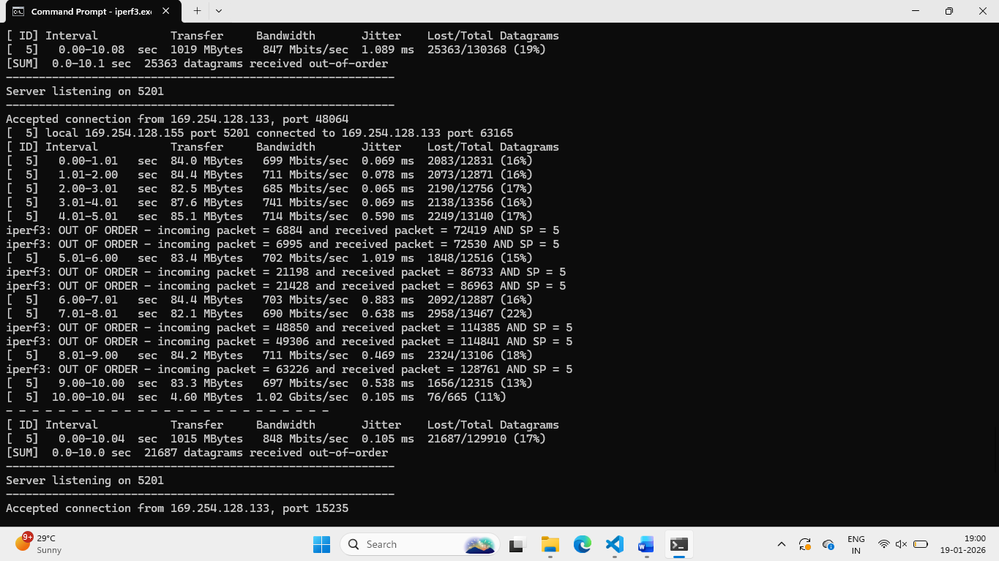 Command Prompt - iperf3.exe
[ ID] Interval           Transfer     Bandwidth       Jitter    Lost/Total Datagrams
[  5]   0.00-10.08  sec  1019 MBytes   847 Mbits/sec  1.089 ms  25363/130368 (19%)
[SUM]  0.0-10.1 sec  25363 datagrams received out-of-order
-----------------------------------------------------------
Server listening on 5201
-----------------------------------------------------------
Accepted connection from 169.254.128.133, port 48064
[  5] local 169.254.128.155 port 5201 connected to 169.254.128.133 port 63165
[ ID] Interval           Transfer     Bandwidth       Jitter    Lost/Total Datagrams
[  5]   0.00-1.01   sec  84.0 MBytes   699 Mbits/sec  0.069 ms  2083/12831 (16%)
[  5]   1.01-2.00   sec  84.4 MBytes   711 Mbits/sec  0.078 ms  2073/12871 (16%)
[  5]   2.00-3.01   sec  82.5 MBytes   685 Mbits/sec  0.065 ms  2190/12756 (17%)
[  5]   3.01-4.01   sec  87.6 MBytes   741 Mbits/sec  0.069 ms  2138/13356 (16%)
[  5]   4.01-5.01   sec  85.1 MBytes   714 Mbits/sec  0.590 ms  2249/13140 (17%)
iperf3: OUT OF ORDER - incoming packet = 6884 and received packet = 72419 AND SP = 5
iperf3: OUT OF ORDER - incoming packet = 6995 and received packet = 72530 AND SP = 5
[  5]   5.01-6.00   sec  83.4 MBytes   702 Mbits/sec  1.019 ms  1848/12516 (15%)
iperf3: OUT OF ORDER - incoming packet = 21198 and received packet = 86733 AND SP = 5
iperf3: OUT OF ORDER - incoming packet = 21428 and received packet = 86963 AND SP = 5
[  5]   6.00-7.01   sec  84.4 MBytes   703 Mbits/sec  0.883 ms  2092/12887 (16%)
[  5]   7.01-8.01   sec  82.1 MBytes   690 Mbits/sec  0.638 ms  2958/13467 (22%)
iperf3: OUT OF ORDER - incoming packet = 48850 and received packet = 114385 AND SP = 5
iperf3: OUT OF ORDER - incoming packet = 49306 and received packet = 114841 AND SP = 5
[  5]   8.01-9.00   sec  84.2 MBytes   711 Mbits/sec  0.469 ms  2324/13106 (18%)
iperf3: OUT OF ORDER - incoming packet = 63226 and received packet = 128761 AND SP = 5
[  5]   9.00-10.00  sec  83.3 MBytes   697 Mbits/sec  0.538 ms  1656/12315 (13%)
[  5]  10.00-10.04  sec  4.60 MBytes  1.02 Gbits/sec  0.105 ms  76/665 (11%)
- - - - - - - - - - - - - - - - - - - - - - - - -
[ ID] Interval           Transfer     Bandwidth       Jitter    Lost/Total Datagrams
[  5]   0.00-10.04  sec  1015 MBytes   848 Mbits/sec  0.105 ms  21687/129910 (17%)
[SUM]  0.0-10.0 sec  21687 datagrams received out-of-order
-----------------------------------------------------------
Server listening on 5201
-----------------------------------------------------------
Accepted connection from 169.254.128.133, port 15235
9+
29°C
Sunny
Search
ENG
IN
19:00
19-01-2026